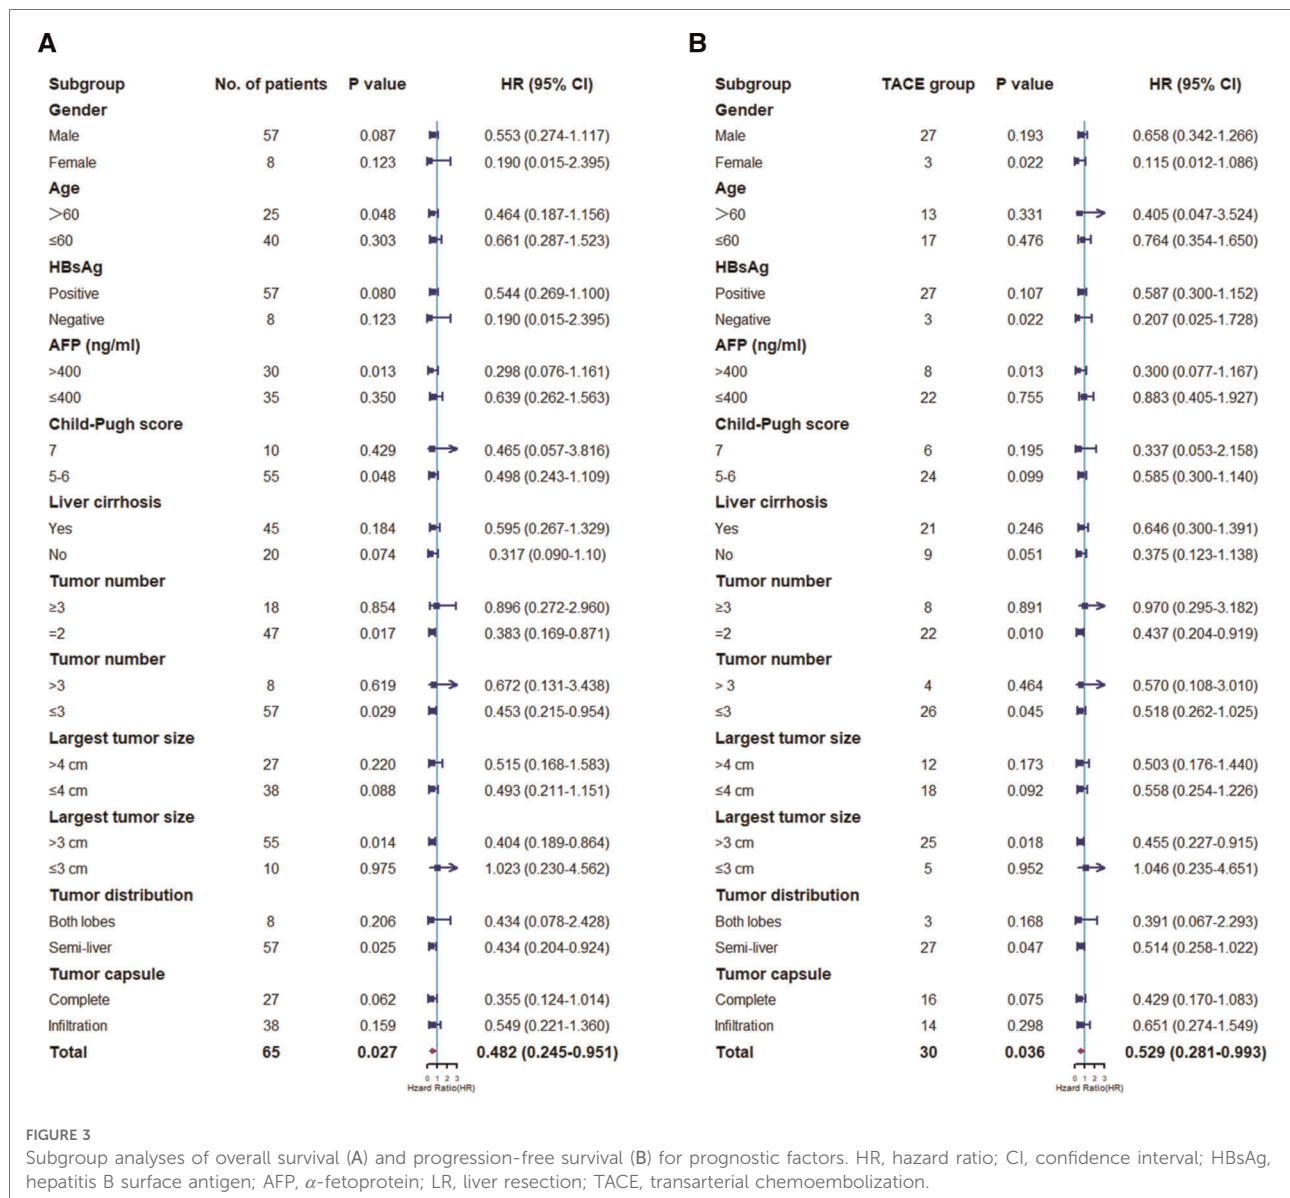 A
Subgroup No. of patients P value HR (95% CI)
Gender
Male 57 0.087 0.553 (0.274-1.117)
Female 8 0.123 0.190 (0.015-2.395)
Age
＞60 25 0.048 0.464 (0.187-1.156)
≤60 40 0.303 0.661 (0.287-1.523)
HBsAg
Positive 57 0.080 0.544 (0.269-1.100)
Negative 8 0.123 0.190 (0.015-2.395)
AFP (ng/ml)
>400 30 0.013 0.298 (0.076-1.161)
≤400 35 0.350 0.639 (0.262-1.563)
Child-Pugh score
7 10 0.429 0.465 (0.057-3.816)
5-6 55 0.048 0.498 (0.243-1.109)
Liver cirrhosis
Yes 45 0.184 0.595 (0.267-1.329)
No 20 0.074 0.317 (0.090-1.10)
Tumor number
≥3 18 0.854 0.896 (0.272-2.960)
=2 47 0.017 0.383 (0.169-0.871)
Tumor number
>3 8 0.619 0.672 (0.131-3.438)
≤3 57 0.029 0.453 (0.215-0.954)
Largest tumor size
>4 cm 27 0.220 0.515 (0.168-1.583)
≤4 cm 38 0.088 0.493 (0.211-1.151)
Largest tumor size
>3 cm 55 0.014 0.404 (0.189-0.864)
≤3 cm 10 0.975 1.023 (0.230-4.562)
Tumor distribution
Both lobes 8 0.206 0.434 (0.078-2.428)
Semi-liver 57 0.025 0.434 (0.204-0.924)
Tumor capsule
Complete 27 0.062 0.355 (0.124-1.014)
Infiltration 38 0.159 0.549 (0.221-1.360)
Total 65 0.027 0.482 (0.245-0.951)
0 1 2 3
Hzard Ratio(HR)
B
Subgroup TACE group P value HR (95% CI)
Gender
Male 27 0.193 0.658 (0.342-1.266)
Female 3 0.022 0.115 (0.012-1.086)
Age
＞60 13 0.331 0.405 (0.047-3.524)
≤60 17 0.476 0.764 (0.354-1.650)
HBsAg
Positive 27 0.107 0.587 (0.300-1.152)
Negative 3 0.022 0.207 (0.025-1.728)
AFP (ng/ml)
>400 8 0.013 0.300 (0.077-1.167)
≤400 22 0.755 0.883 (0.405-1.927)
Child-Pugh score
7 6 0.195 0.337 (0.053-2.158)
5-6 24 0.099 0.585 (0.300-1.140)
Liver cirrhosis
Yes 21 0.246 0.646 (0.300-1.391)
No 9 0.051 0.375 (0.123-1.138)
Tumor number
≥3 8 0.891 0.970 (0.295-3.182)
=2 22 0.010 0.437 (0.204-0.919)
Tumor number
> 3 4 0.464 0.570 (0.108-3.010)
≤3 26 0.045 0.518 (0.262-1.025)
Largest tumor size
>4 cm 12 0.173 0.503 (0.176-1.440)
≤4 cm 18 0.092 0.558 (0.254-1.226)
Largest tumor size
>3 cm 25 0.018 0.455 (0.227-0.915)
≤3 cm 5 0.952 1.046 (0.235-4.651)
Tumor distribution
Both lobes 3 0.168 0.391 (0.067-2.293)
Semi-liver 27 0.047 0.514 (0.258-1.022)
Tumor capsule
Complete 16 0.075 0.429 (0.170-1.083)
Infiltration 14 0.298 0.651 (0.274-1.549)
Total 30 0.036 0.529 (0.281-0.993)
0 1 2 3
Hzard Ratio(HR)
FIGURE 3
Subgroup analyses of overall survival (A) and progression-free survival (B) for prognostic factors. HR, hazard ratio; CI, confidence interval; HBsAg,
hepatitis B surface antigen; AFP, α-fetoprotein; LR, liver resection; TACE, transarterial chemoembolization.